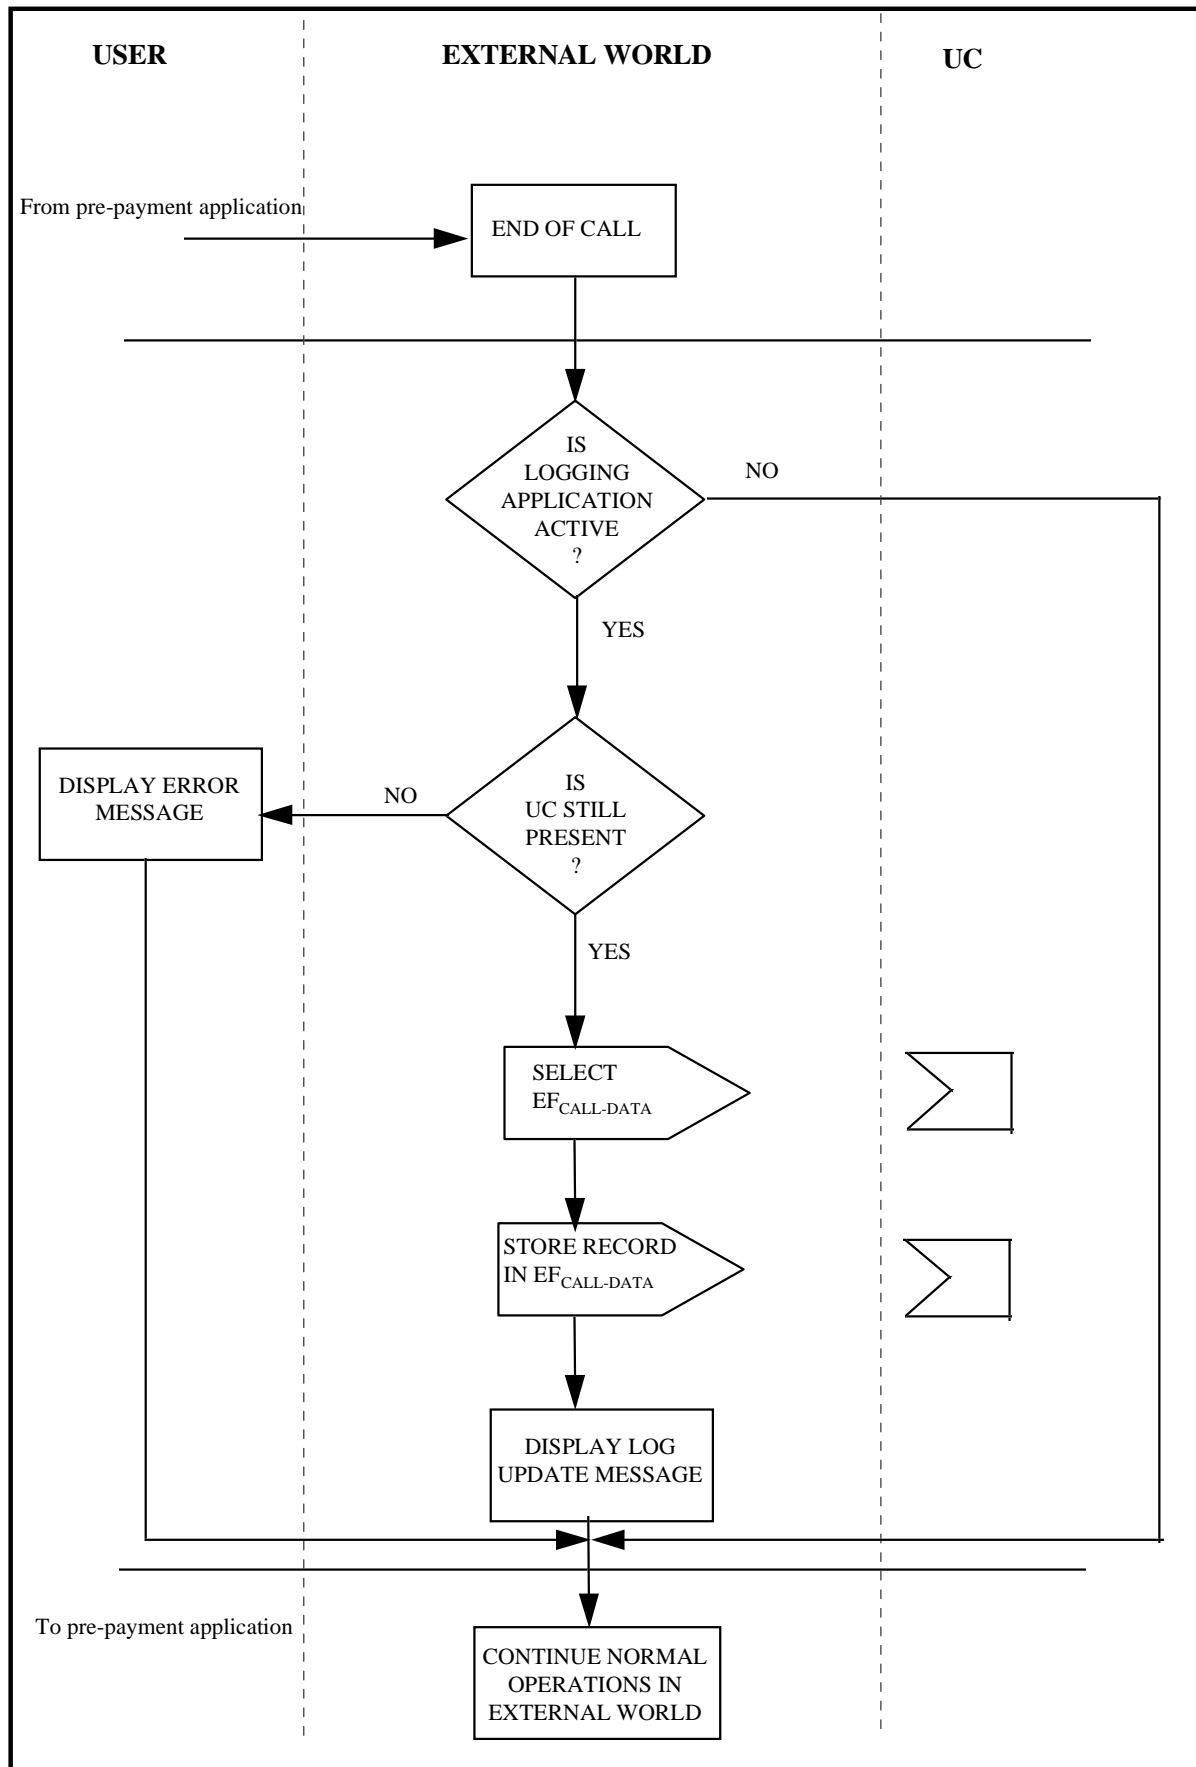 USER
EXTERNAL WORLD
UC
From pre-payment application
END OF CALL
IS
LOGGING
APPLICATION
ACTIVE
?
NO
YES
DISPLAY ERROR
MESSAGE
NO
IS
UC STILL
PRESENT
?
YES
SELECT
EFCALL-DATA
STORE RECORD
IN EFCALL-DATA
DISPLAY LOG
UPDATE MESSAGE
To pre-payment application
CONTINUE NORMAL
OPERATIONS IN
EXTERNAL WORLD